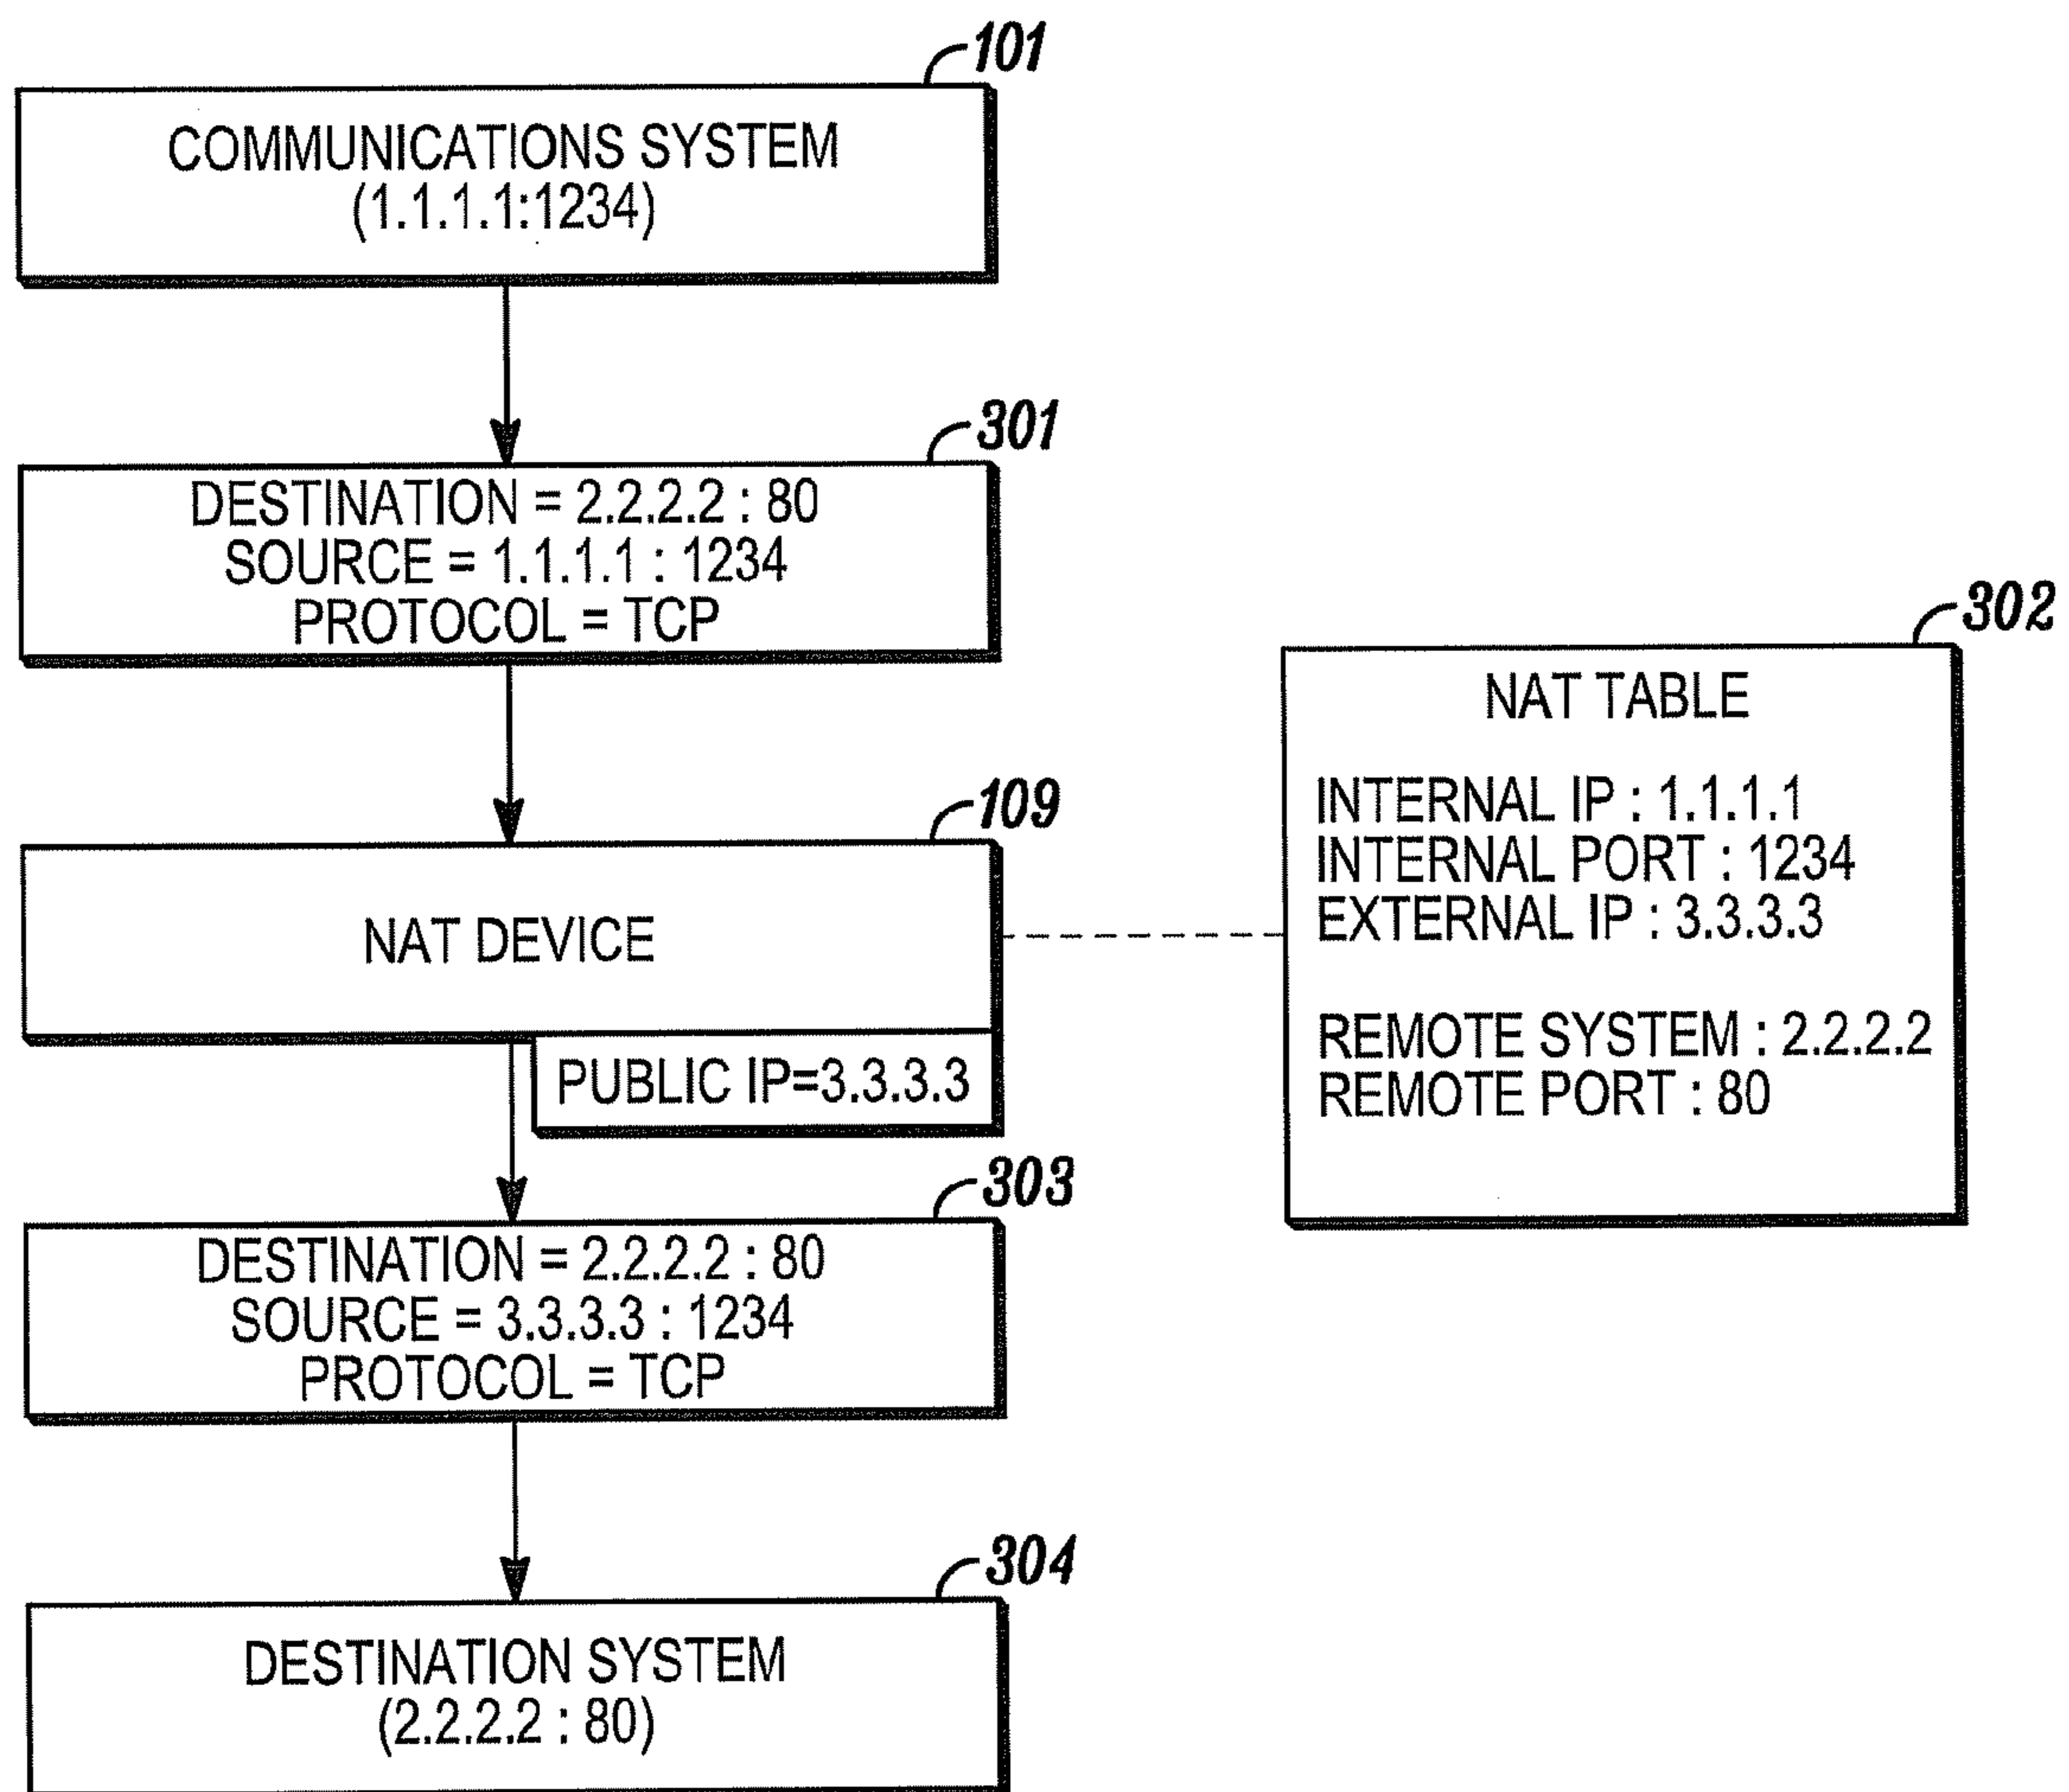 101
COMMUNICATIONS SYSTEM
(1.1.1.1:1234)
301
DESTINATION = 2.2.2.2 : 80
SOURCE = 1.1.1.1 : 1234
PROTOCOL = TCP
109
NAT DEVICE
PUBLIC IP=3.3.3.3
302
NAT TABLE
INTERNAL IP : 1.1.1.1
INTERNAL PORT : 1234
EXTERNAL IP : 3.3.3.3
REMOTE SYSTEM : 2.2.2.2
REMOTE PORT : 80
303
DESTINATION = 2.2.2.2 : 80
SOURCE = 3.3.3.3 : 1234
PROTOCOL = TCP
304
DESTINATION SYSTEM
(2.2.2.2 : 80)